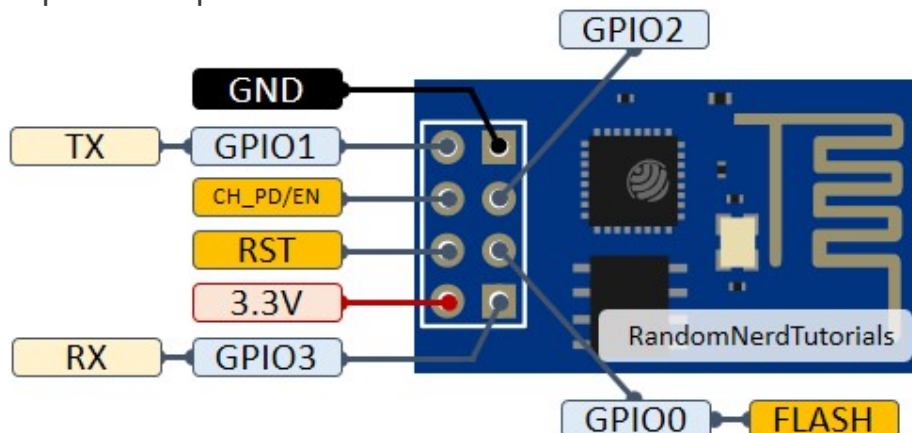 GPIO2
GND
TX GPIO1
CH_PD/EN
RST
3.3V
RX GPIO3
RandomNerdTutorials
GPIO0 FLASH